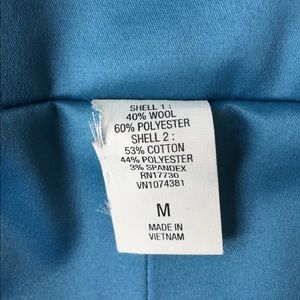 SHELL 1 :
40% WOOL
60% POLYESTER
SHELL 2 :
53% COTTON
44% POLYESTER
3% SPANDEX
RN17730
VN1074381
M
MADE IN
VIETNAM